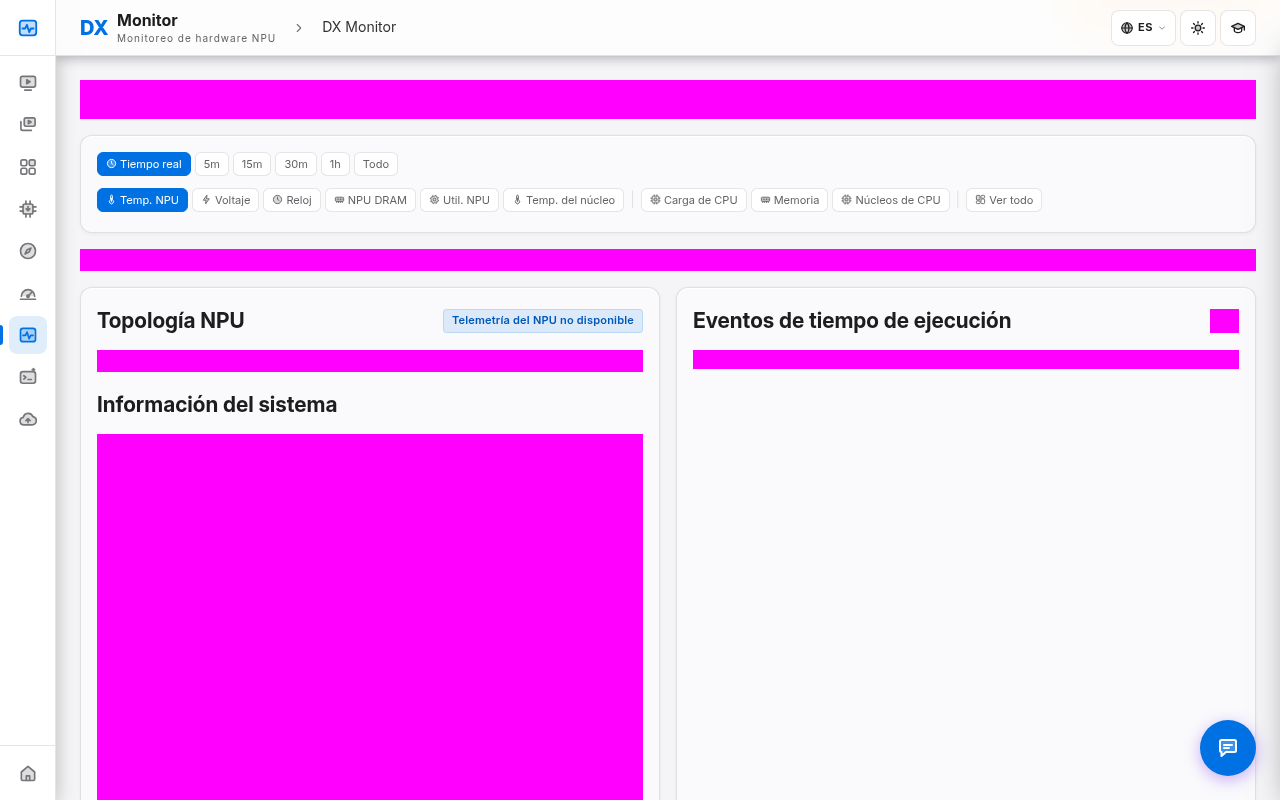 DX
Monitor
Monitoreo de hardware NPU
DX Monitor
ES
Tiempo real
5m
15m
30m
1h
Todo
Temp. NPU
Voltaje
Reloj
NPU DRAM
Util. NPU
Temp. del núcleo
Carga de CPU
Memoria
Núcleos de CPU
Ver todo
Topología NPU
Telemetría del NPU no disponible
Información del sistema
Eventos de tiempo de ejecución